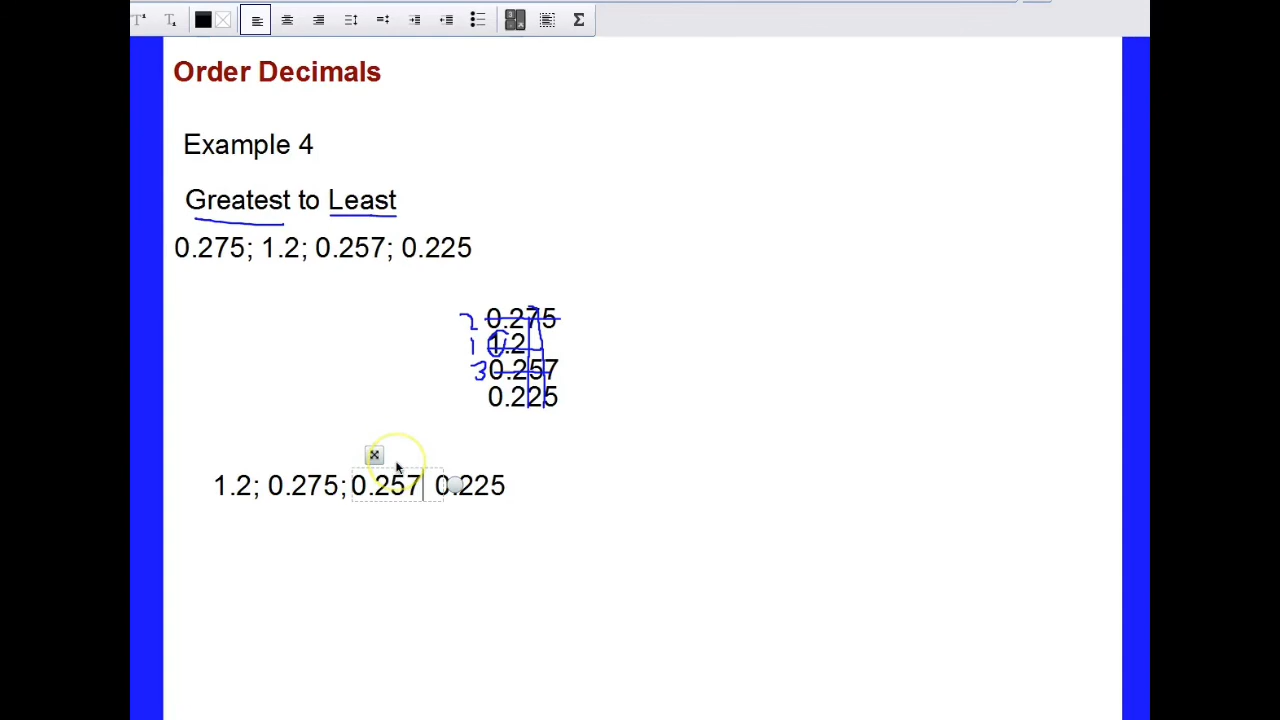 Order Decimals
Example 4
Greatest to Least
0.275; 1.2; 0.257; 0.225
2 0.275
1 1.2
3 0.257
0.225
1.2; 0.275; 0.257 0.225